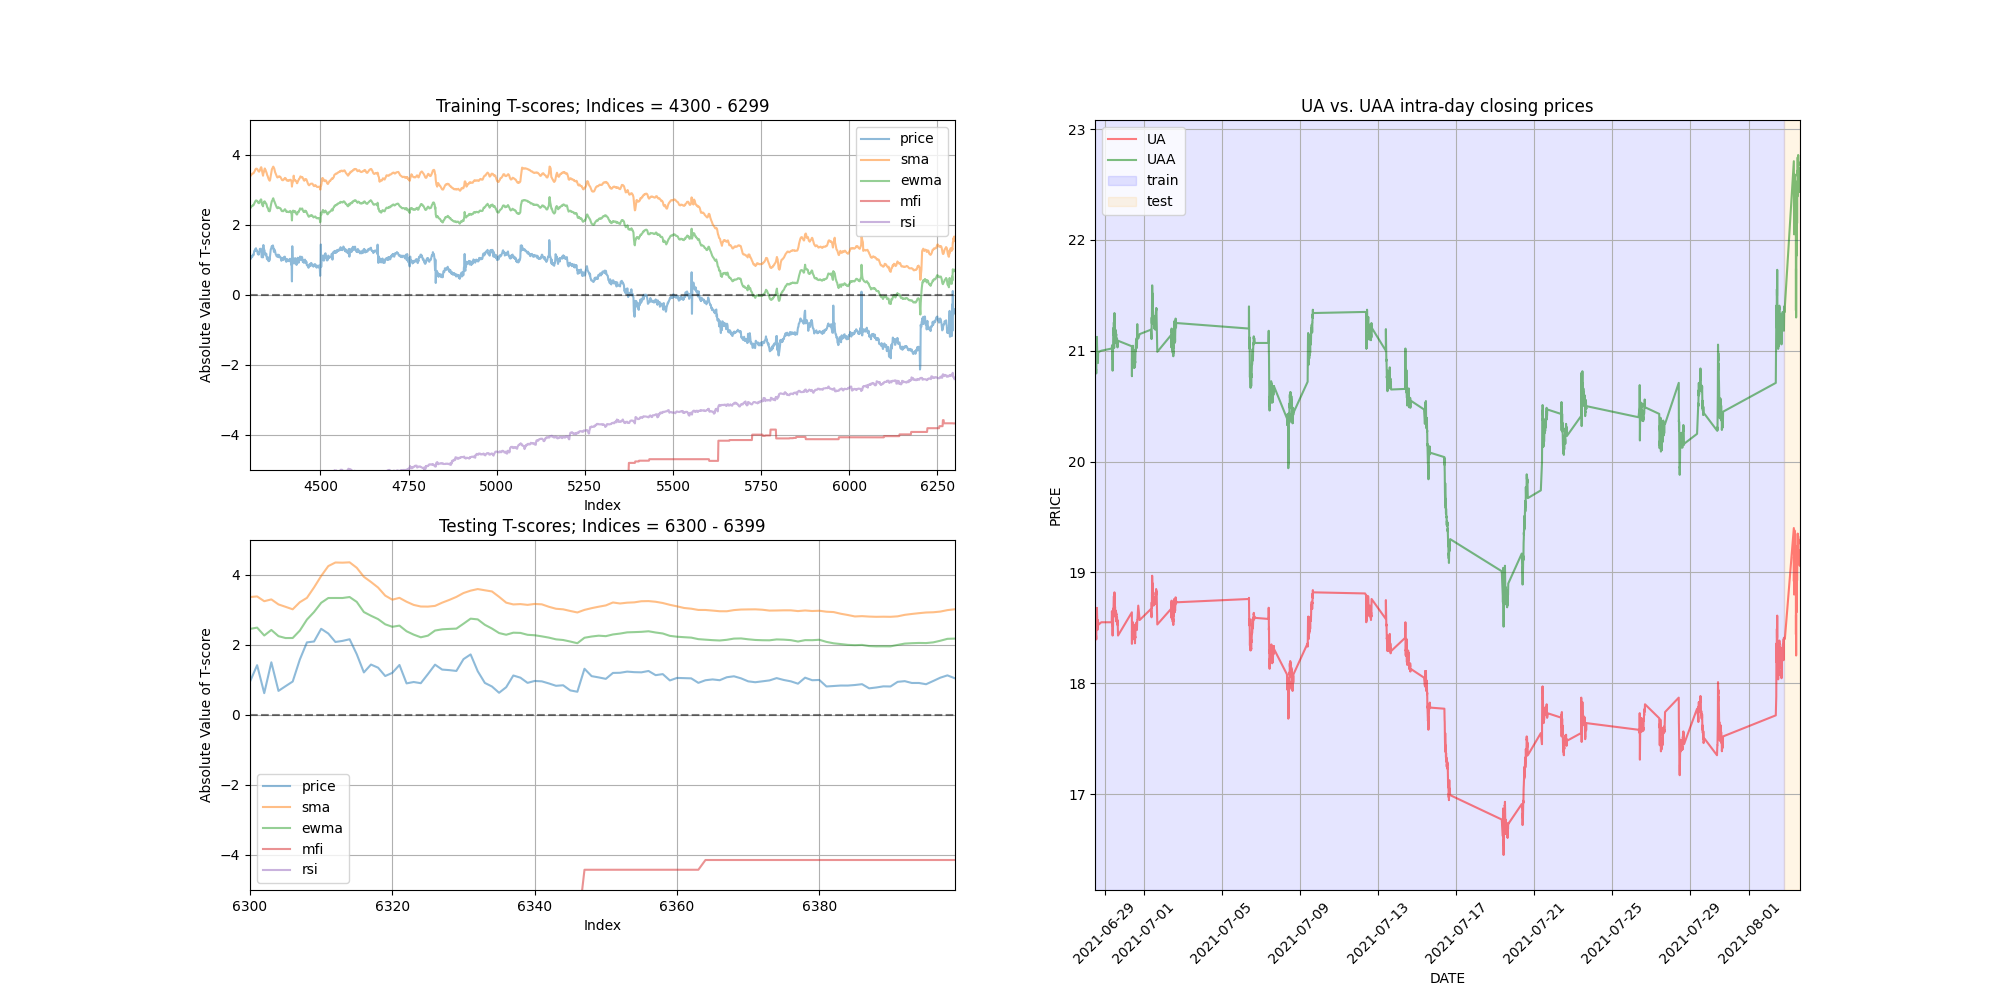 Training T-scores; Indices = 4300 - 6299
Absolute Value of T-score
4
2
0
−2
−4
price
sma
ewma
mfi
rsi
4500
4750
5000
5250
5500
5750
6000
6250
Index
Testing T-scores; Indices = 6300 - 6399
Absolute Value of T-score
4
2
0
−2
−4
price
sma
ewma
mfi
rsi
6300
6320
6340
6360
6380
Index
UA vs. UAA intra-day closing prices
PRICE
23
22
21
20
19
18
17
UA
UAA
train
test
2021-06-29
2021-07-01
2021-07-05
2021-07-09
2021-07-13
2021-07-17
2021-07-21
2021-07-25
2021-07-29
2021-08-01
DATE